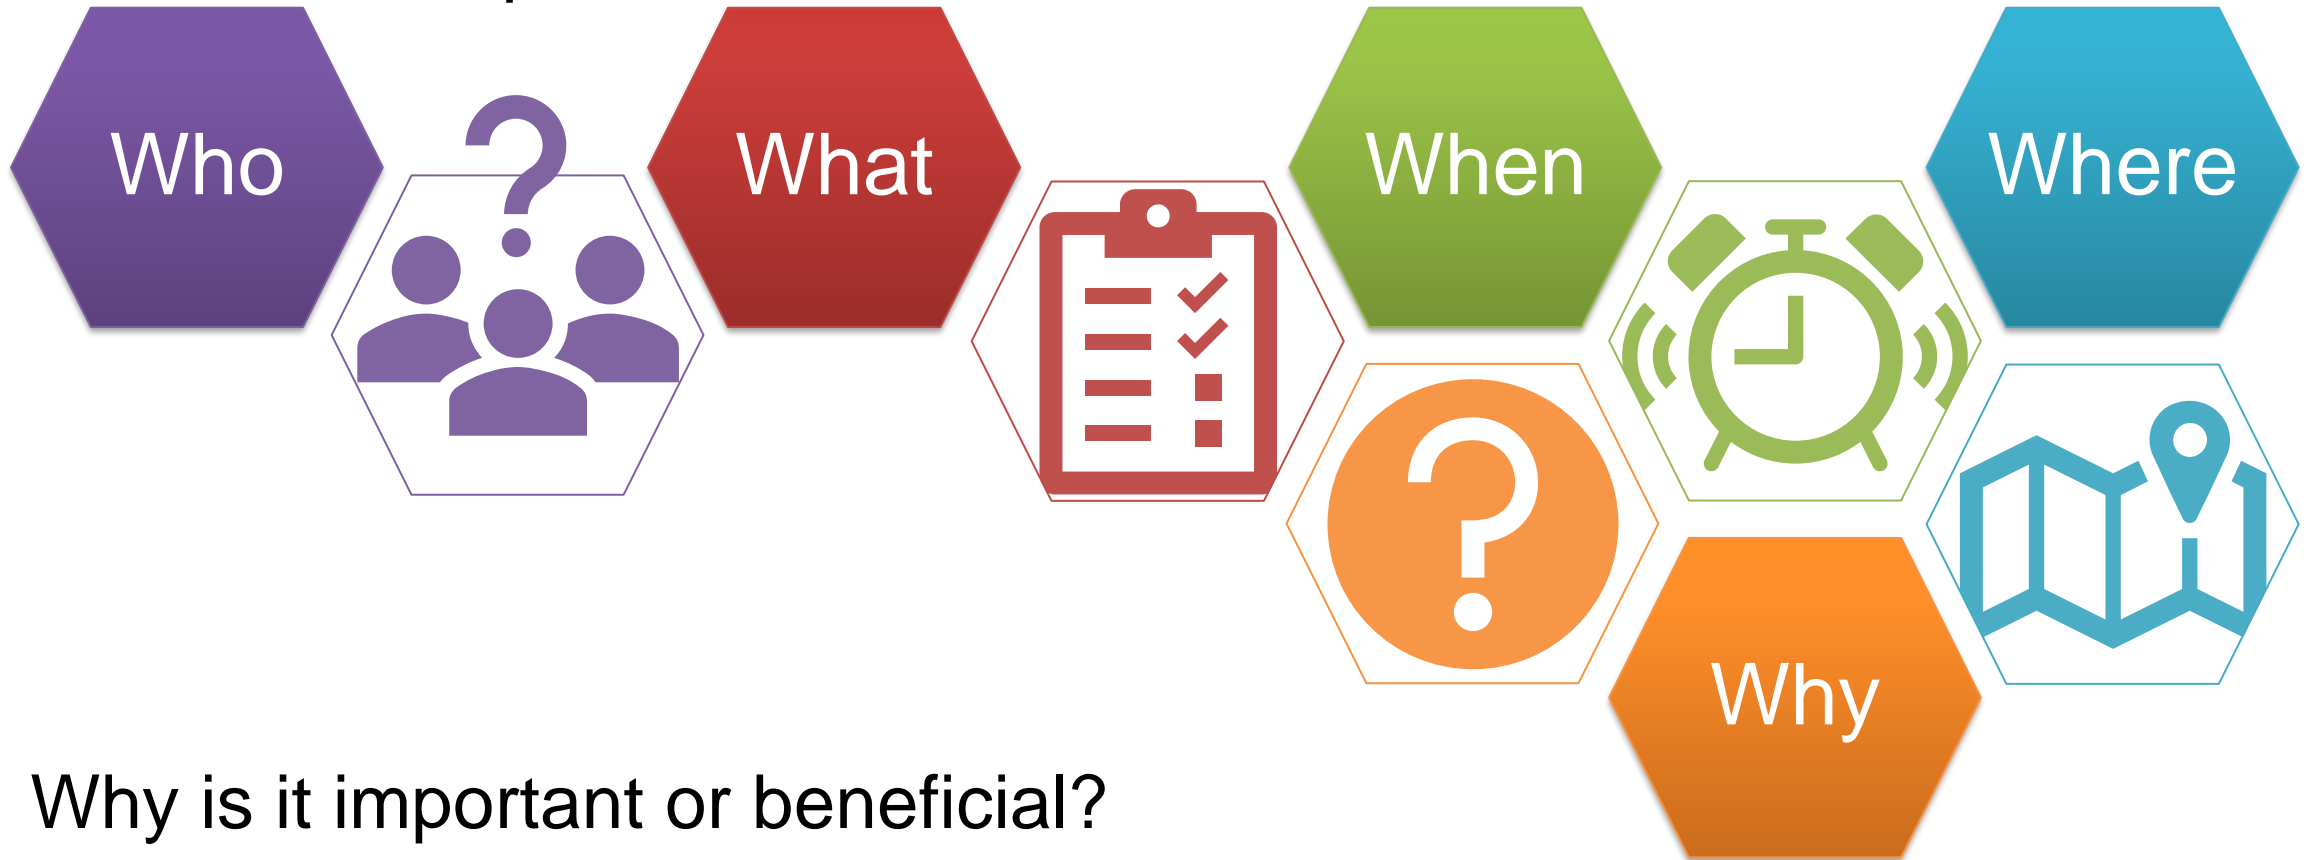 Who
What
When
Where
Why
Why is it important or beneficial?